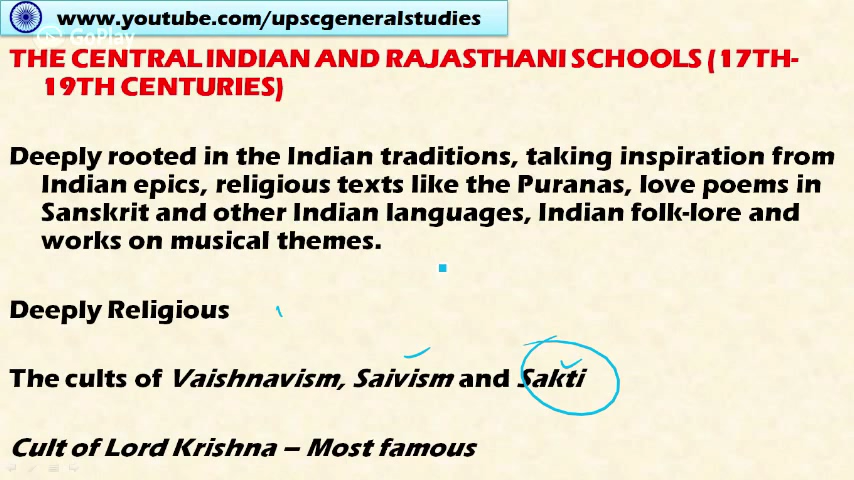 www.youtube.com/upscgeneralstudies
GoPlay
THE CENTRAL INDIAN AND RAJASTHANI SCHOOLS (17TH-
19TH CENTURIES)
Deeply rooted in the Indian traditions, taking inspiration from
Indian epics, religious texts like the Puranas, love poems in
Sanskrit and other Indian languages, Indian folk-lore and
works on musical themes.
Deeply Religious
The cults of Vaishnavism, Saivism and Sakti
Cult of Lord Krishna – Most famous